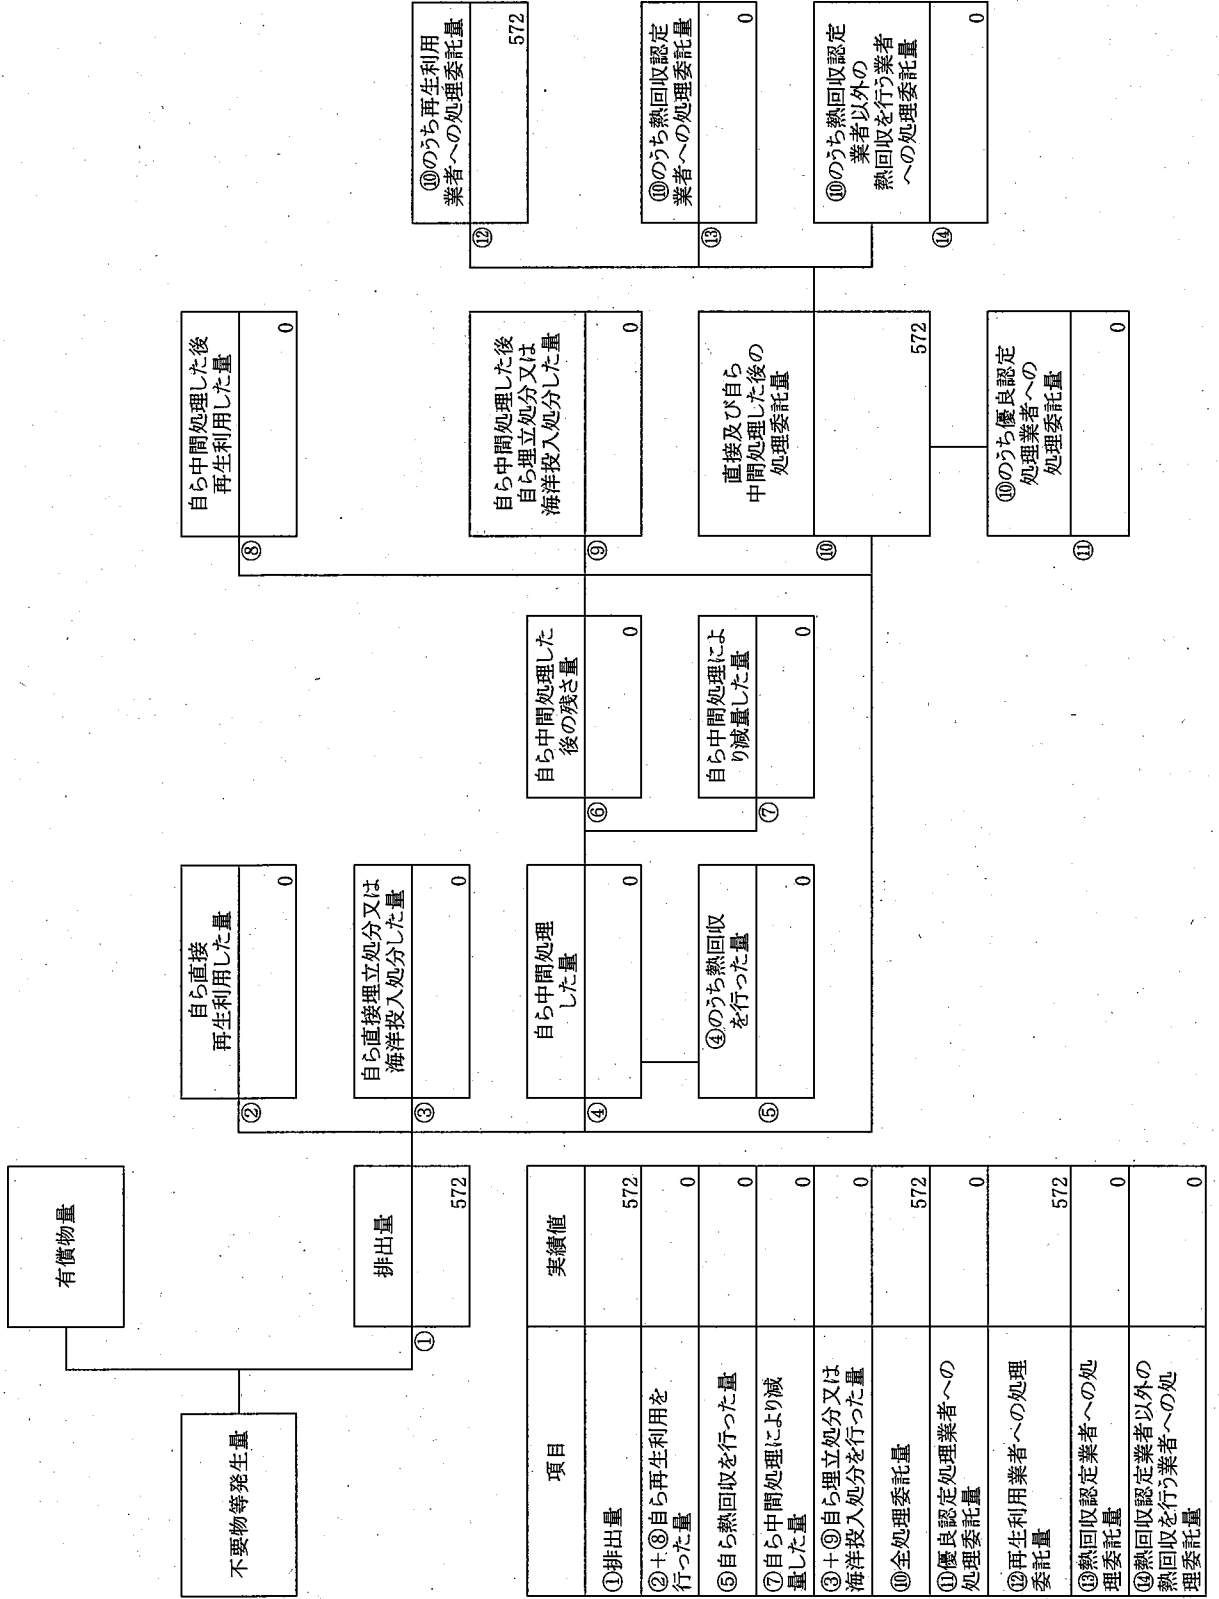 有償物量
不要物等発生量
排出量
①
572
自ら直接
再生利用した量
②
0
自ら直接埋立処分又は
海洋投入処分した量
③
0
自ら中間処理
した量
④
0
④のうち熱回収
を行った量
⑤
0
自ら中間処理した
後の残さ量
⑥
0
自ら中間処理によ
り減量した量
⑦
0
自ら中間処理した後
再生利用した量
⑧
0
自ら中間処理した後
自ら埋立処分又は
海洋投入処分した量
⑨
0
直接及び自ら
中間処理した後の
処理委託量
⑩
572
⑩のうち優良認定
処理業者への
処理委託量
⑪
0
⑩のうち再生利用
業者への処理委託量
⑫
572
⑩のうち熱回収認定
業者への処理委託量
⑬
0
⑩のうち熱回収認定
業者以外の
熱回収を行う業者
への処理委託量
⑭
0
項目 実績値
①排出量 572
②+⑧自ら再生利用を
行った量 0
⑤自ら熱回収を行った量 0
⑦自ら中間処理により減
量した量 0
③+⑨自ら埋立処分又は
海洋投入処分を行った量 0
⑩全処理委託量 572
⑪優良認定処理業者への
処理委託量 0
⑫再生利用業者への処理
委託量 572
⑬熱回収認定業者への処
理委託量 0
⑭熱回収認定業者以外の
熱回収を行う業者への処
理委託量 0